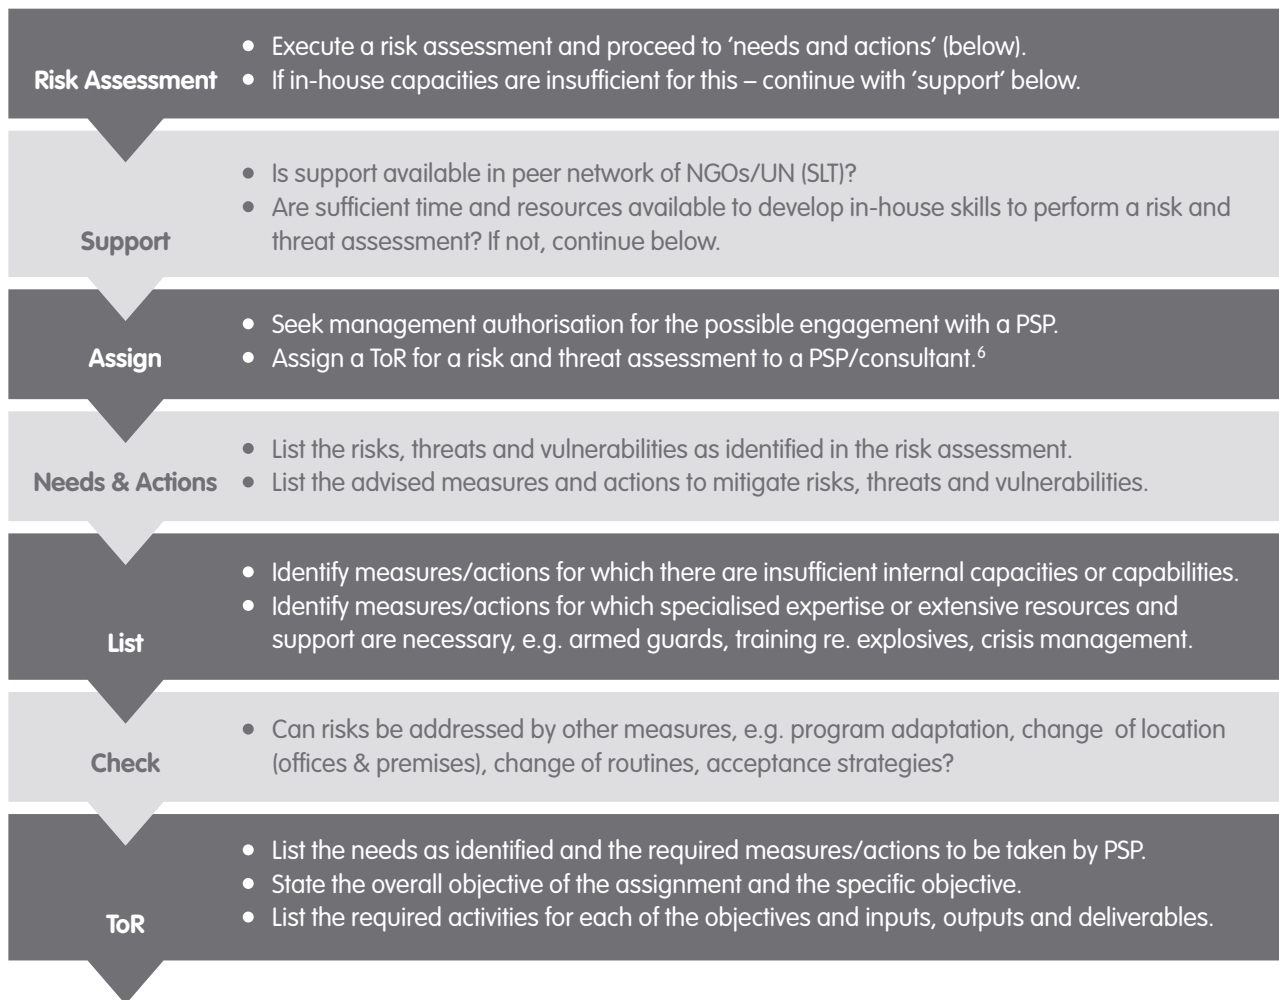 Risk Assessment
• Execute a risk assessment and proceed to ‘needs and actions’ (below).
• If in-house capacities are insufficient for this – continue with ‘support’ below.
Support
• Is support available in peer network of NGOs/UN (SLT)?
• Are sufficient time and resources available to develop in-house skills to perform a risk and
threat assessment? If not, continue below.
Assign
• Seek management authorisation for the possible engagement with a PSP.
• Assign a ToR for a risk and threat assessment to a PSP/consultant.⁶
Needs & Actions
• List the risks, threats and vulnerabilities as identified in the risk assessment.
• List the advised measures and actions to mitigate risks, threats and vulnerabilities.
List
• Identify measures/actions for which there are insufficient internal capacities or capabilities.
• Identify measures/actions for which specialised expertise or extensive resources and
support are necessary, e.g. armed guards, training re. explosives, crisis management.
Check
• Can risks be addressed by other measures, e.g. program adaptation, change of location
(offices & premises), change of routines, acceptance strategies?
ToR
• List the needs as identified and the required measures/actions to be taken by PSP.
• State the overall objective of the assignment and the specific objective.
• List the required activities for each of the objectives and inputs, outputs and deliverables.